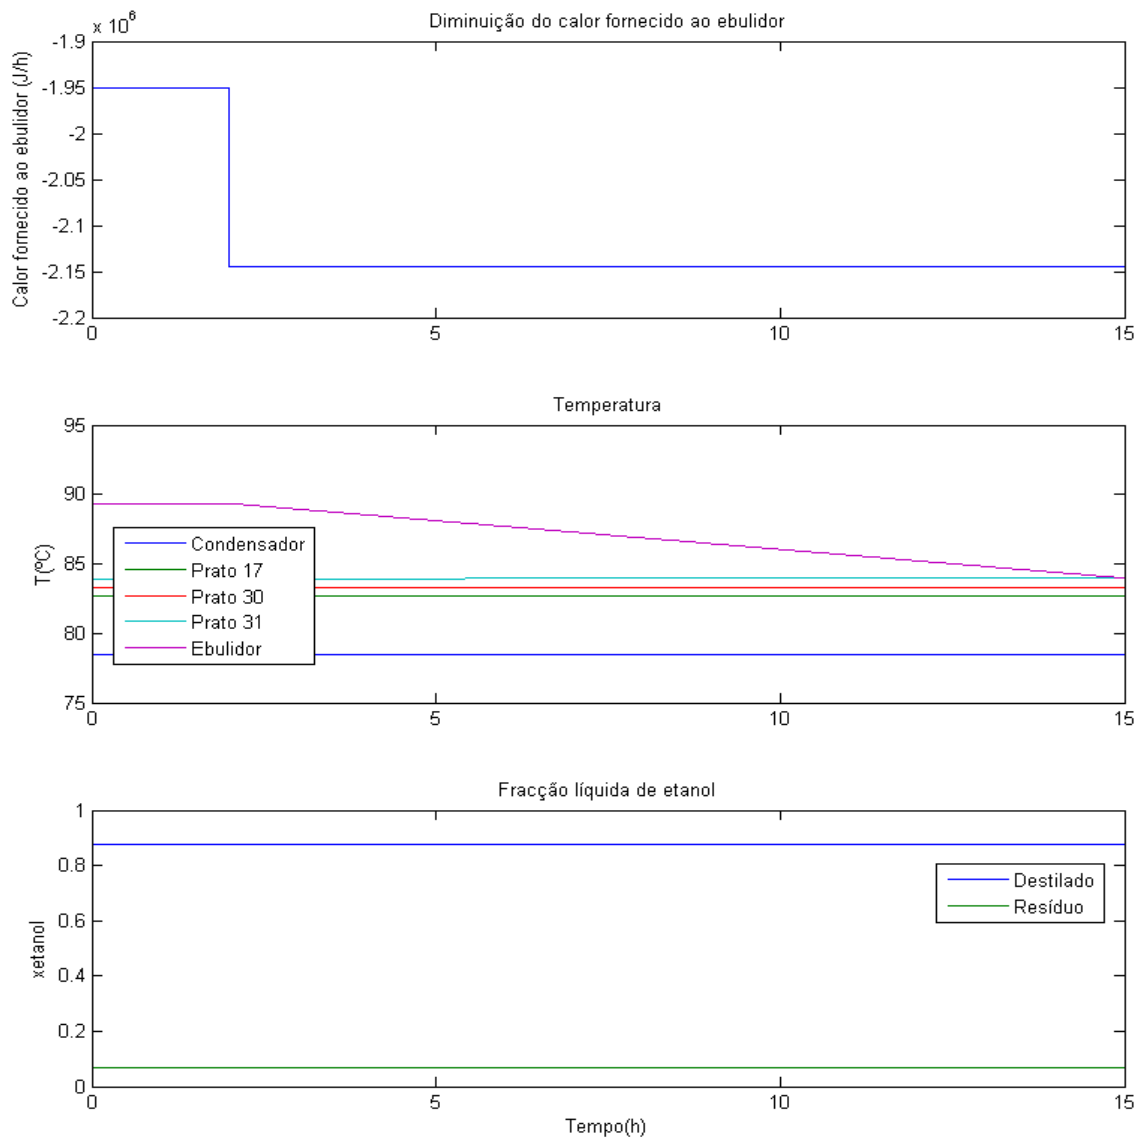 Diminuição do calor fornecido ao ebulidor
x 10^6
Calor fornecido ao ebulidor (J/h)
-1.9
-1.95
-2
-2.05
-2.1
-2.15
-2.2
0 5 10 15
Temperatura
T(ºC)
95
90
85
80
75
Condensador
Prato 17
Prato 30
Prato 31
Ebulidor
0 5 10 15
Fracção líquida de etanol
xetanol
1
0.8
0.6
0.4
0.2
0
Destilado
Resíduo
0 5 10 15
Tempo(h)